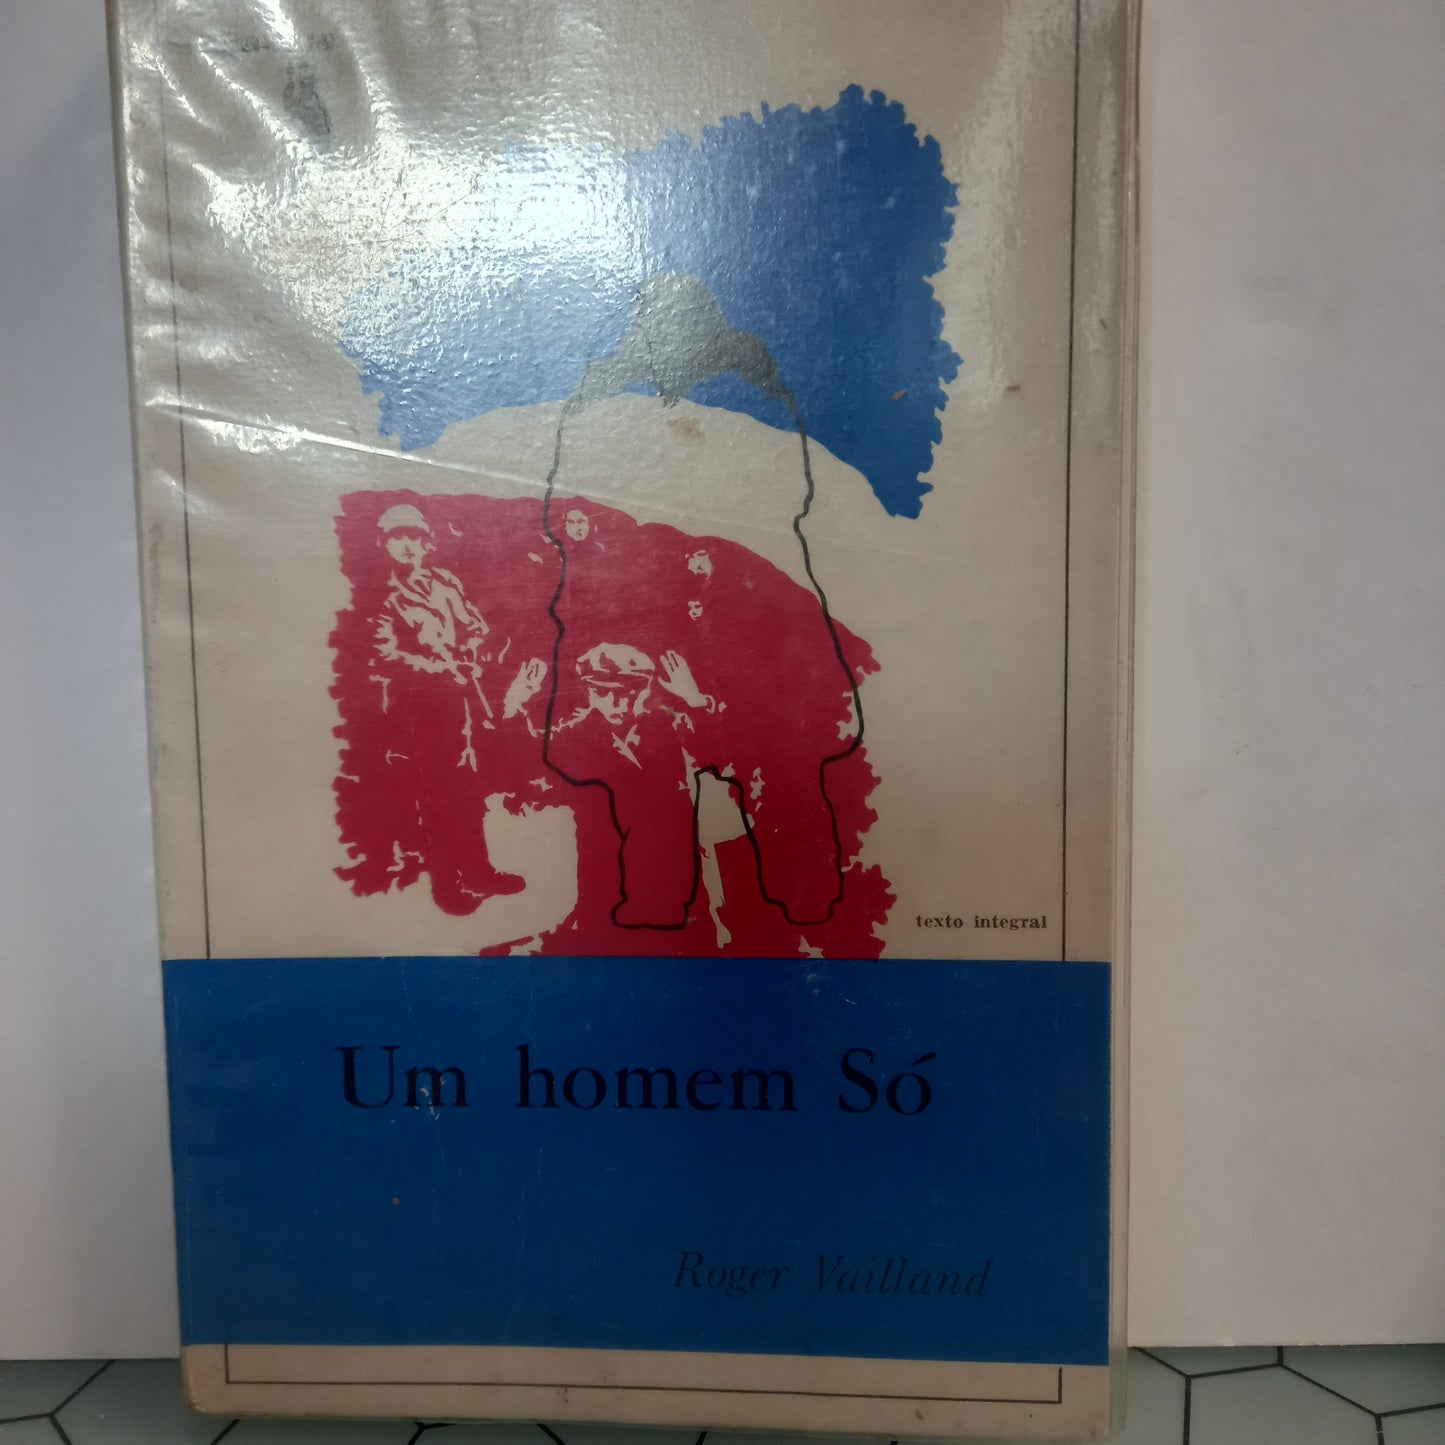 texto integral
Um homem Só
Roger Vailland